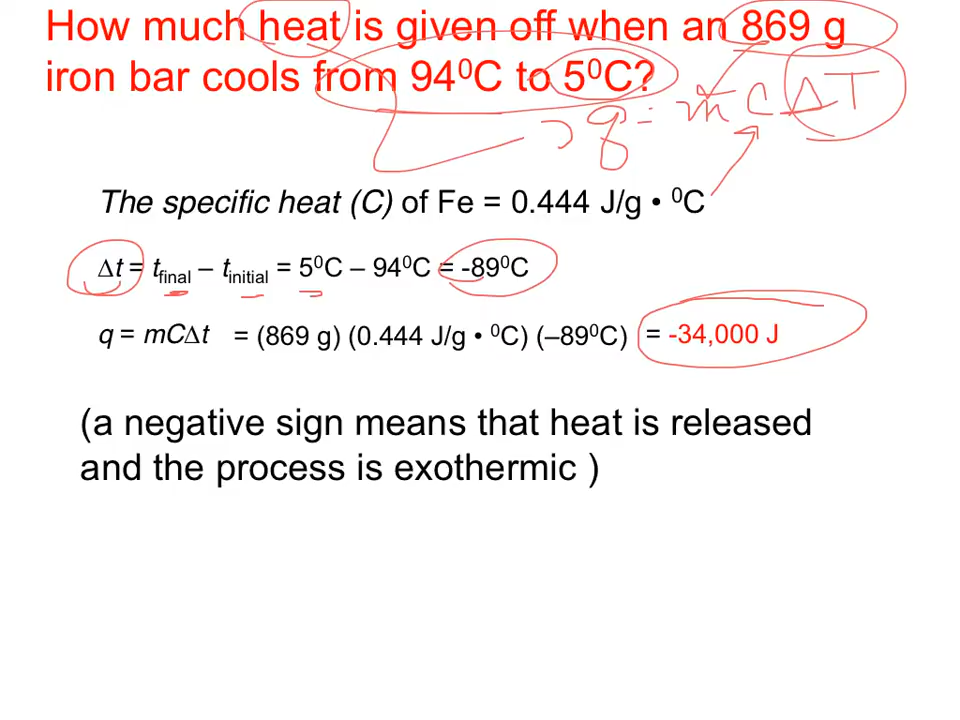 How much heat is given off when an 869 g
iron bar cools from 94⁰C to 5⁰C?
q = mCΔT
The specific heat (C) of Fe = 0.444 J/g • ⁰C
Δt = tfinal – tinitial = 5⁰C – 94⁰C = -89⁰C
q = mCΔt = (869 g) (0.444 J/g • ⁰C) (–89⁰C) = -34,000 J
(a negative sign means that heat is released
and the process is exothermic )